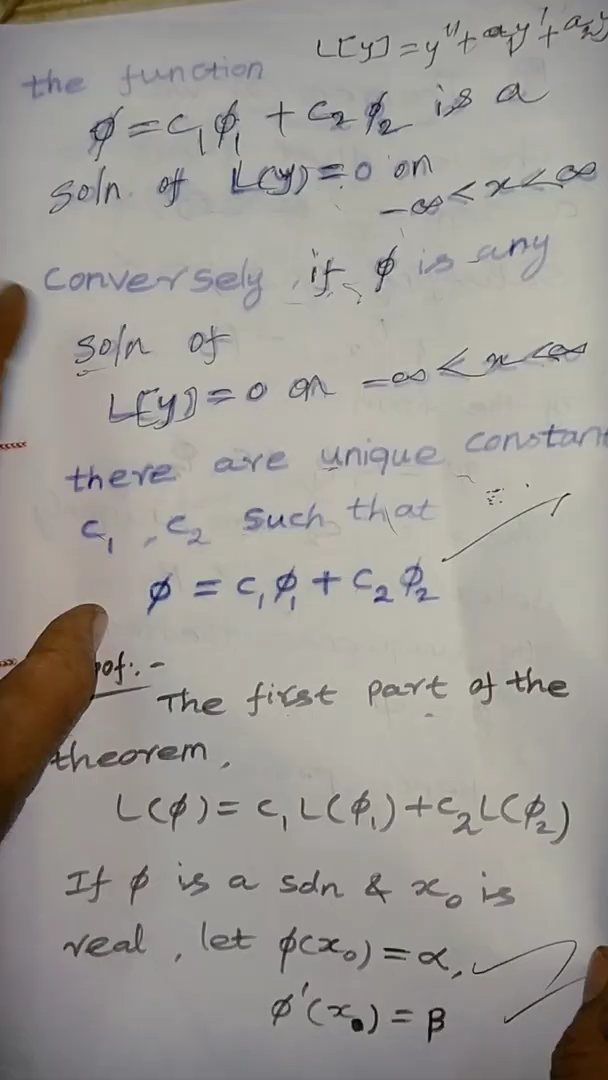 L[y] = y'' + a₁y' + a₂y
the function
ϕ = c₁ϕ₁ + c₂ϕ₂ is a
soln. of L(y) = 0 on
-∞ < x < ∞
Conversely, if ϕ is any
soln of
L[y] = 0 on -∞ < x < ∞
there are unique constant
c₁, c₂ such that
ϕ = c₁ϕ₁ + c₂ϕ₂
oof:-
The first part of the
theorem,
L(ϕ) = c₁L(ϕ₁) + c₂L(ϕ₂)
If ϕ is a soln & x₀ is
real, let ϕ(x₀) = α,
ϕ'(x₀) = β